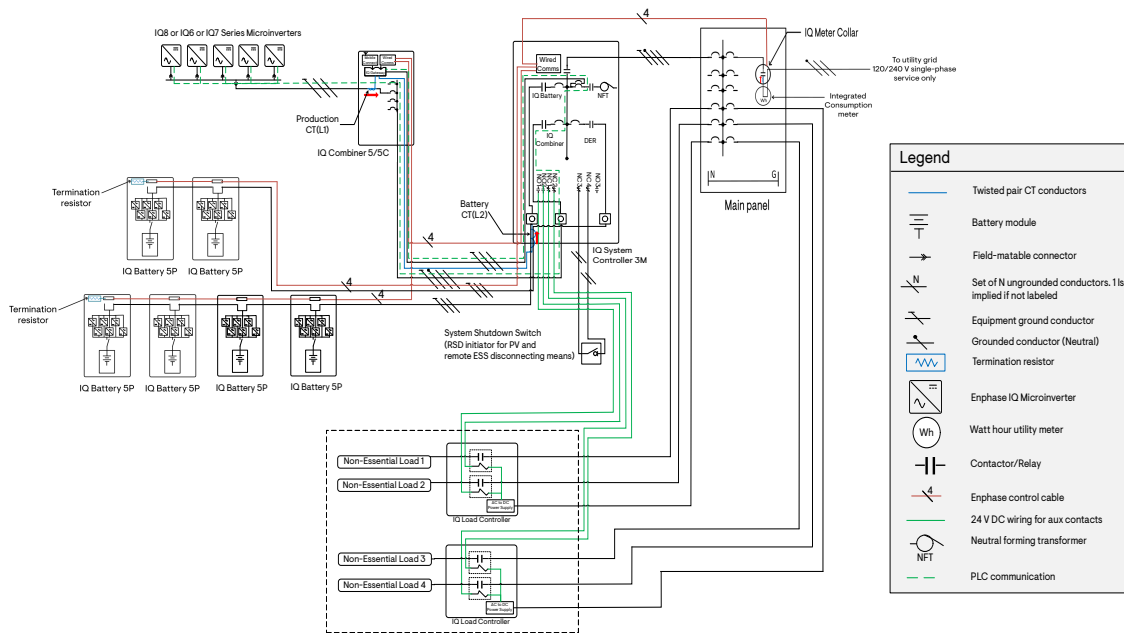 IQ8 or IQ6 or IQ7 Series Microinverters
Production
CT(L1)
IQ Combiner 5/5C
Wired
Comms
IQ Battery
NFT
IQ
Combiner
DER
Battery
CT(L2)
IQ System
Controller 3M
4
IQ Meter Collar
To utility grid
120/240 V single-phase
service only
Wh
Integrated
Consumption
meter
N
G
Main panel
Termination
resistor
IQ Battery 5P
IQ Battery 5P
4
4
4
Termination
resistor
IQ Battery 5P
IQ Battery 5P
IQ Battery 5P
IQ Battery 5P
System Shutdown Switch
(RSD initiator for PV and
remote ESS disconnecting means)
Non-Essential Load 1
Non-Essential Load 2
AC to DC
Power Supply
IQ Load Controller
Non-Essential Load 3
Non-Essential Load 4
AC to DC
Power Supply
IQ Load Controller
Legend
Twisted pair CT conductors
Battery module
Field-matable connector
N
Set of N ungrounded conductors. 1 Is
implied if not labeled
Equipment ground conductor
Grounded conductor (Neutral)
Termination resistor
Enphase IQ Microinverter
Wh
Watt hour utility meter
Contactor/Relay
4
Enphase control cable
24 V DC wiring for aux contacts
Neutral forming transformer
NFT
PLC communication